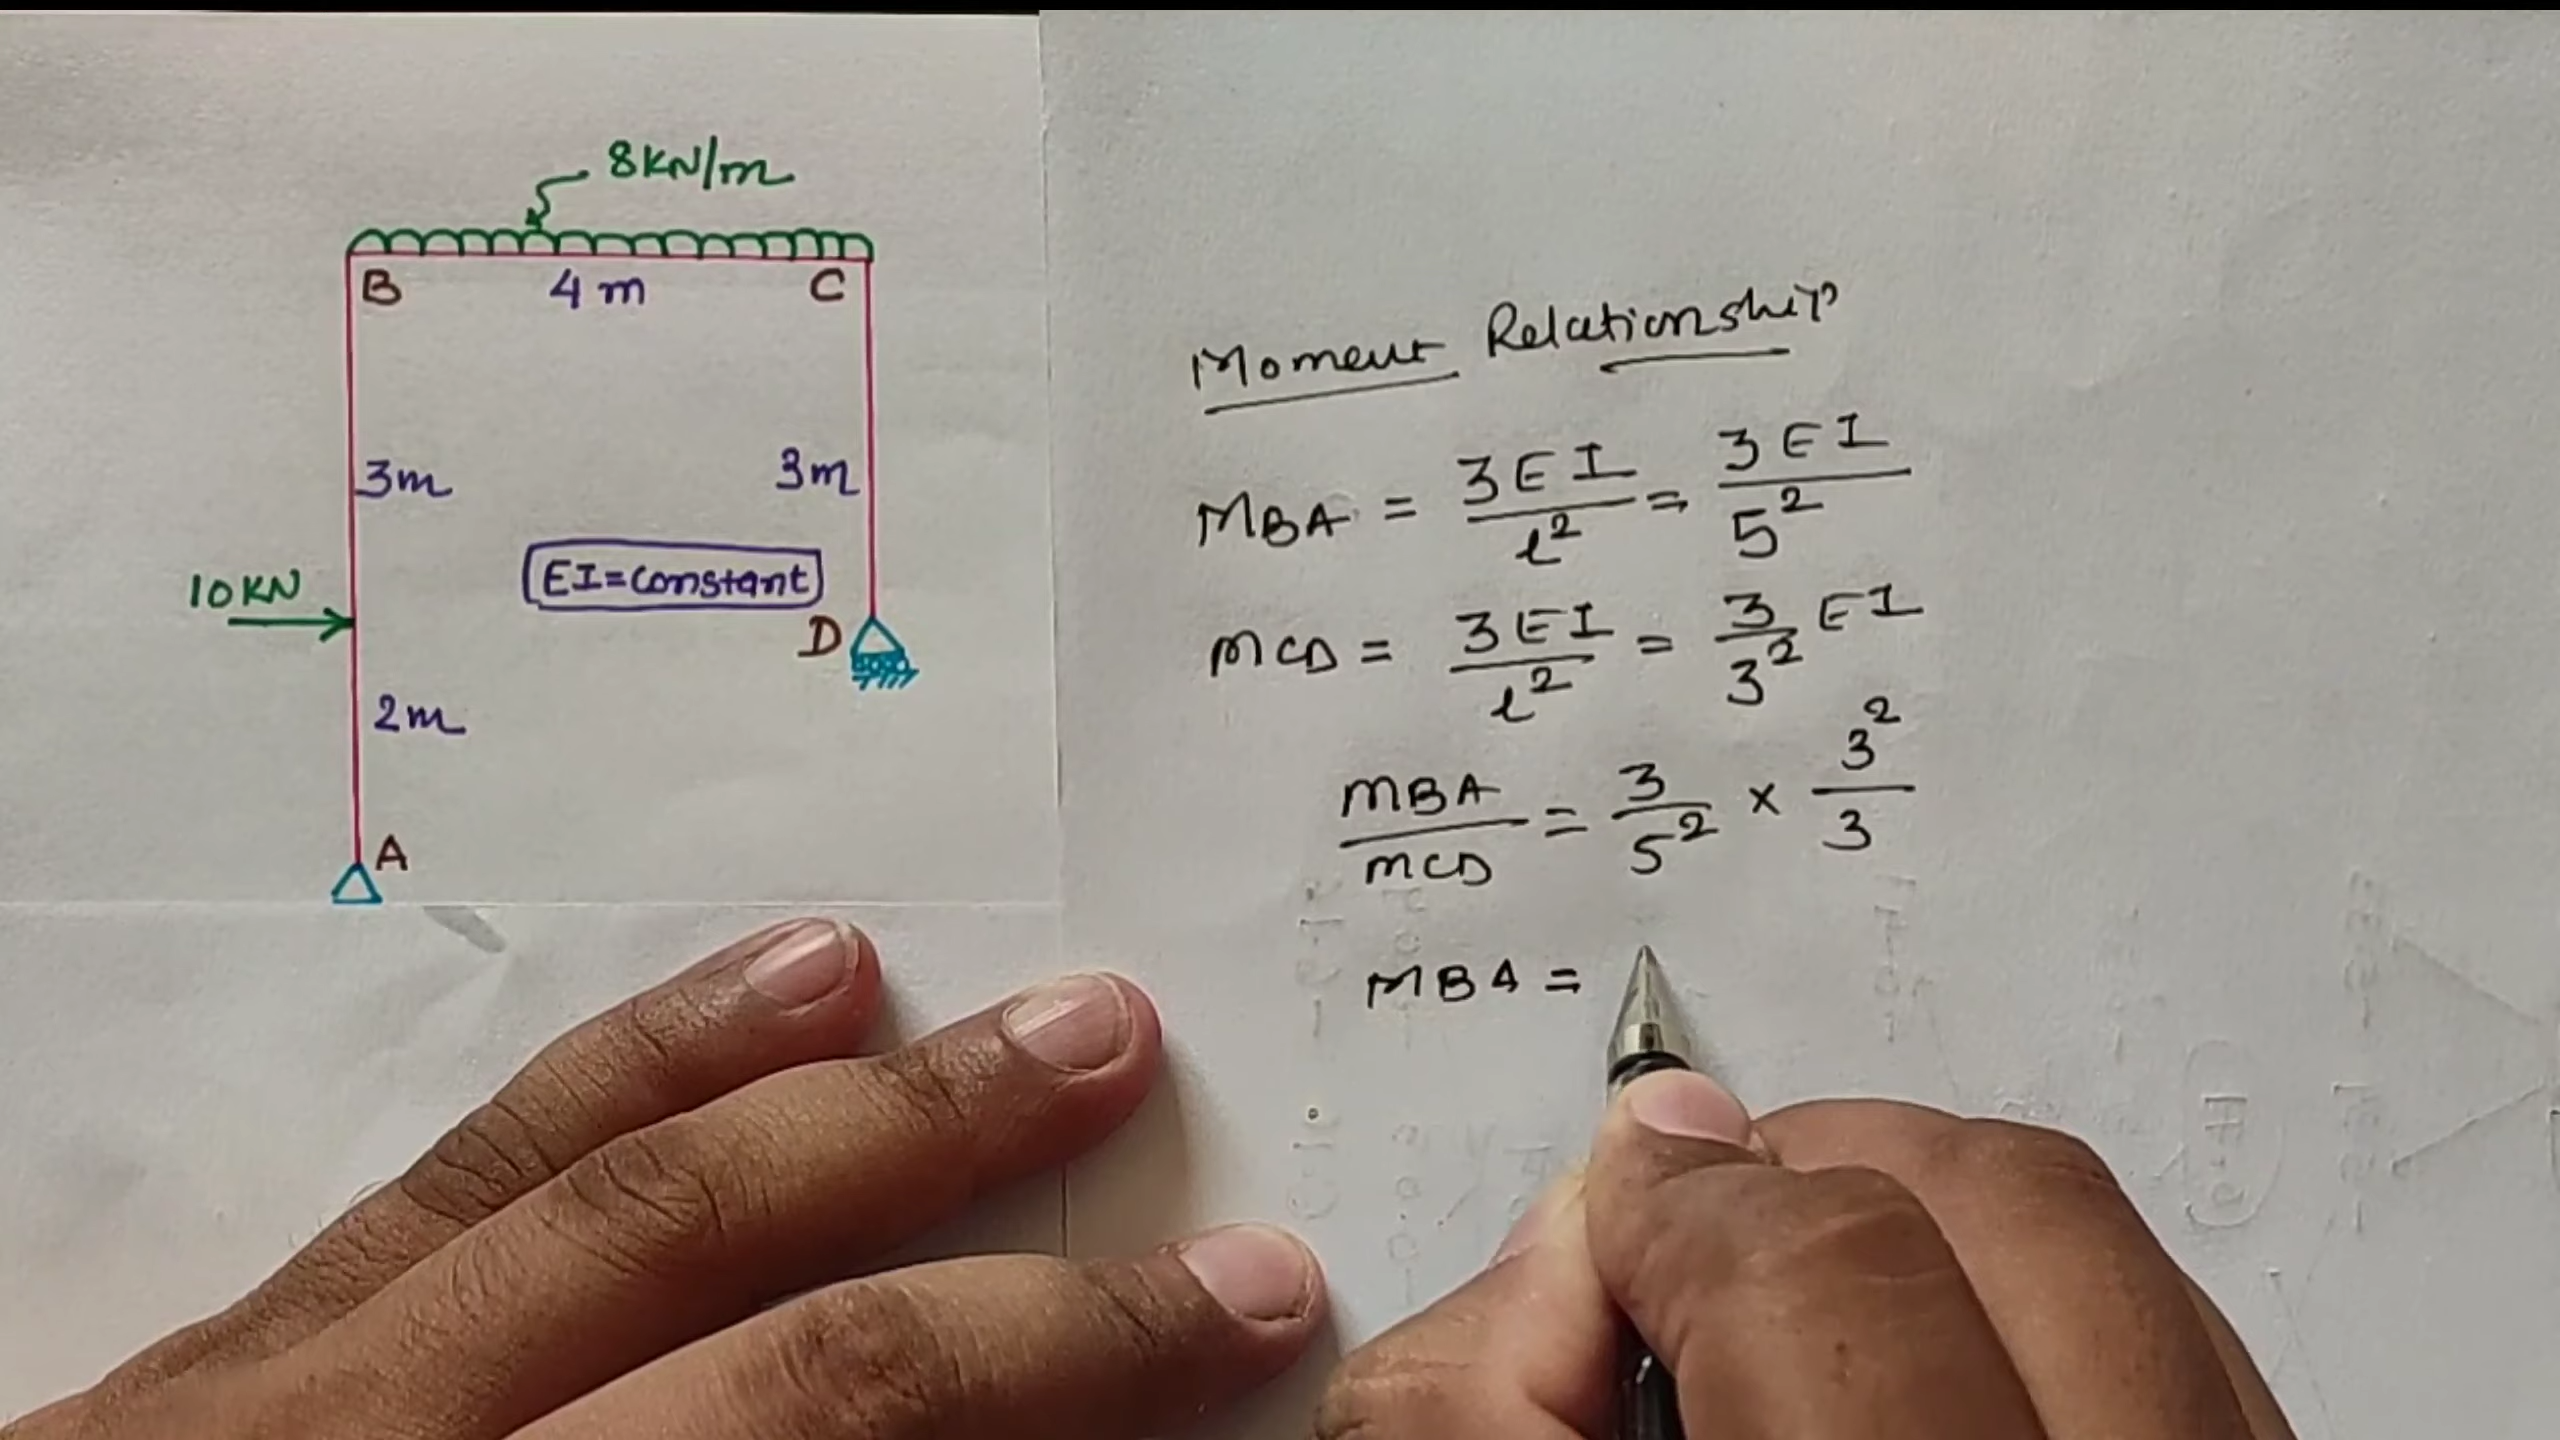 8KN/m
B 4 m C
3m 3m
10KN EI=constant
D
2m
A
Moment Relationship
MBA = 3EI/l² = 3EI/5²
MCD = 3EI/l² = 3/3² EI
MBA/MCD = 3/5² × 3²/3
MBA =